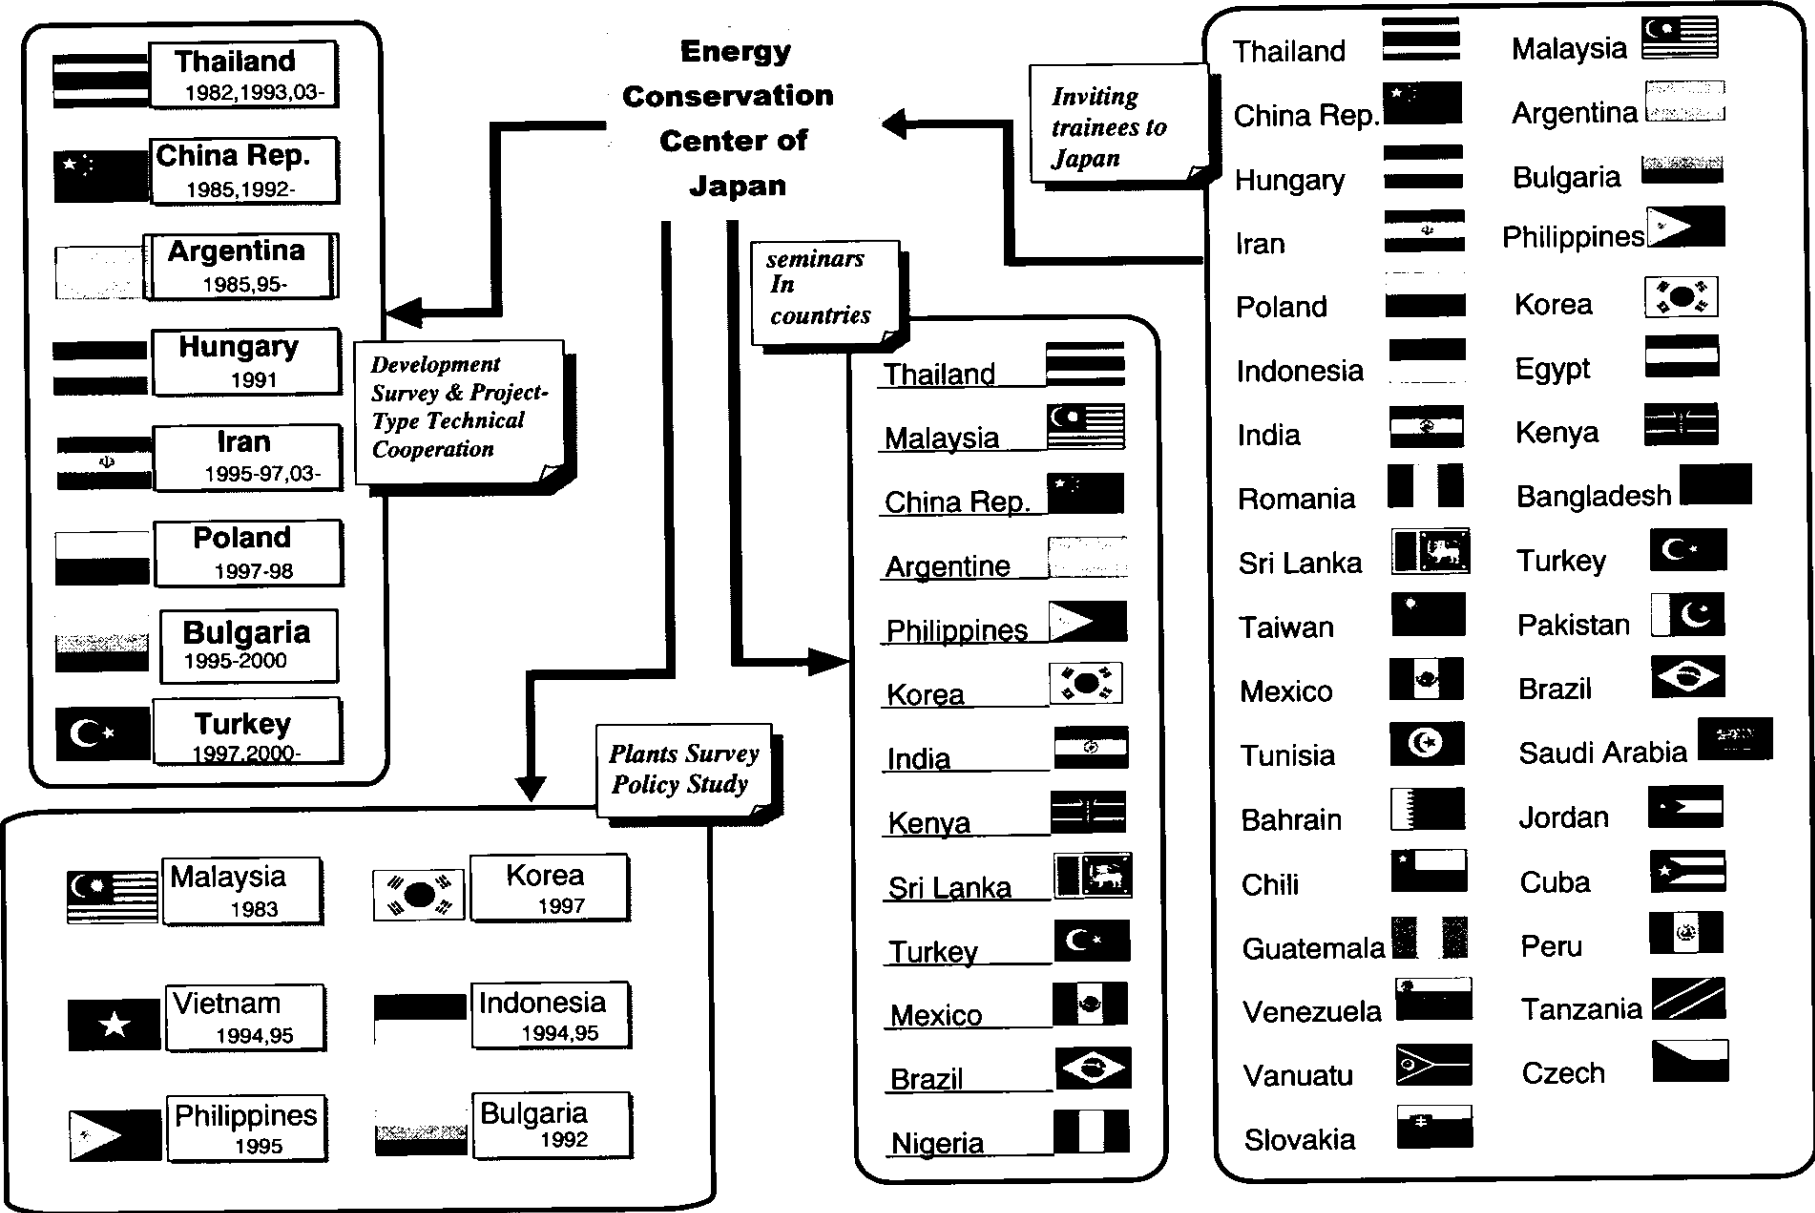 Energy
Conservation
Center of
Japan
Thailand
1982,1993,03-
China Rep.
1985,1992-
Argentina
1985,95-
Hungary
1991
Iran
1995-97,03-
Poland
1997-98
Bulgaria
1995-2000
Turkey
1997.2000-
Development
Survey & Project-
Type Technical
Cooperation
Plants Survey
Policy Study
Malaysia
1983
Korea
1997
Vietnam
1994,95
Indonesia
1994,95
Philippines
1995
Bulgaria
1992
seminars
In
countries
Thailand
Malaysia
China Rep.
Argentine
Philippines
Korea
India
Kenya
Sri Lanka
Turkey
Mexico
Brazil
Nigeria
Inviting
trainees to
Japan
Thailand
China Rep.
Hungary
Iran
Poland
Indonesia
India
Romania
Sri Lanka
Taiwan
Mexico
Tunisia
Bahrain
Chili
Guatemala
Venezuela
Vanuatu
Slovakia
Malaysia
Argentina
Bulgaria
Philippines
Korea
Egypt
Kenya
Bangladesh
Turkey
Pakistan
Brazil
Saudi Arabia
Jordan
Cuba
Peru
Tanzania
Czech